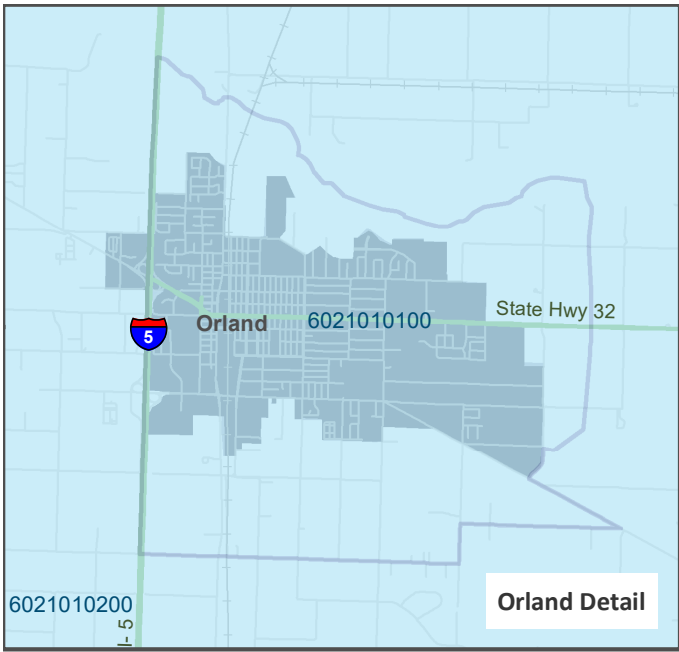 State Hwy 32
Orland
6021010100
5
6021010200
I- 5
Orland Detail